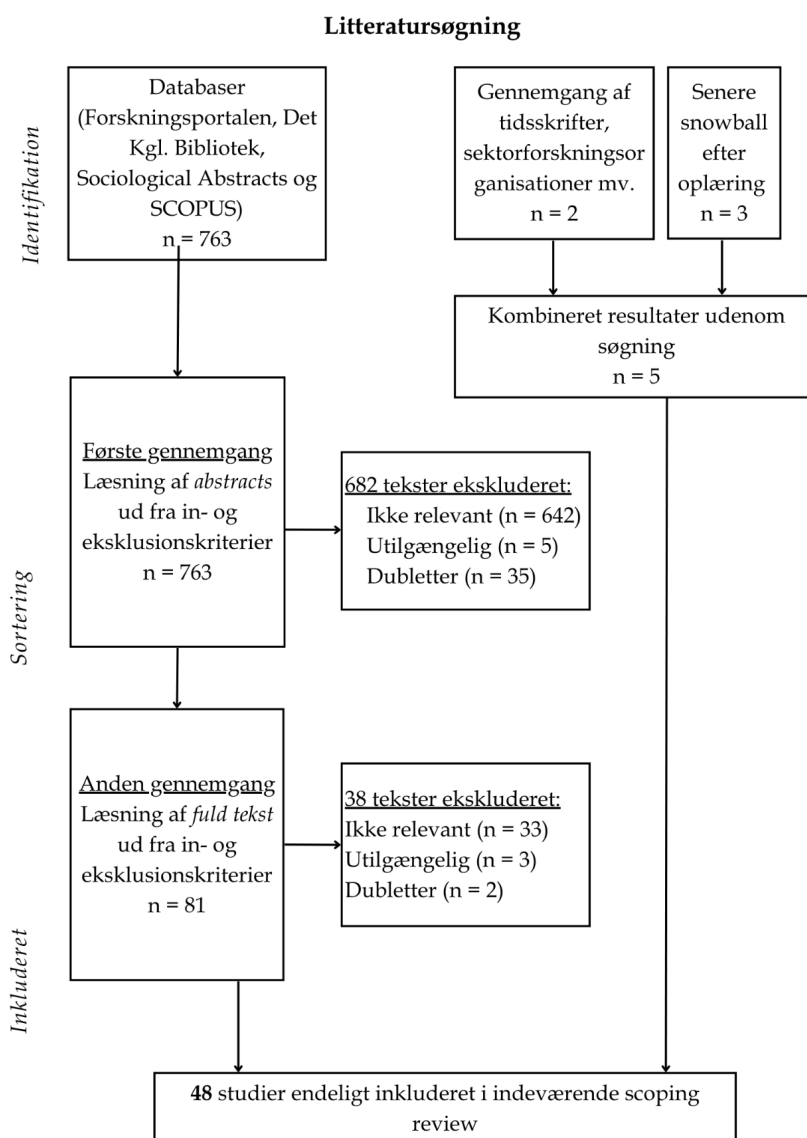 Litteratursøgning
Identifikation
Databaser
(Forskningsportalen, Det
Kgl. Bibliotek,
Sociological Abstracts og
SCOPUS)
n = 763
Gennemgang af
tidsskrifter,
sektorforskningsor
ganisationer mv.
n = 2
Senere
snowball
efter
oplæring
n = 3
Kombineret resultater udenom
søgning
n = 5
Sortering
Første gennemgang
Læsning af abstracts
ud fra in- og
eksklusionskriterier
n = 763
682 tekster ekskluderet:
Ikke relevant (n = 642)
Utilgængelig (n = 5)
Dubletter (n = 35)
Anden gennemgang
Læsning af fuld tekst
ud fra in- og
eksklusionskriterier
n = 81
38 tekster ekskluderet:
Ikke relevant (n = 33)
Utilgængelig (n = 3)
Dubletter (n = 2)
Inkluderet
48 studier endeligt inkluderet i indeværende scoping
review